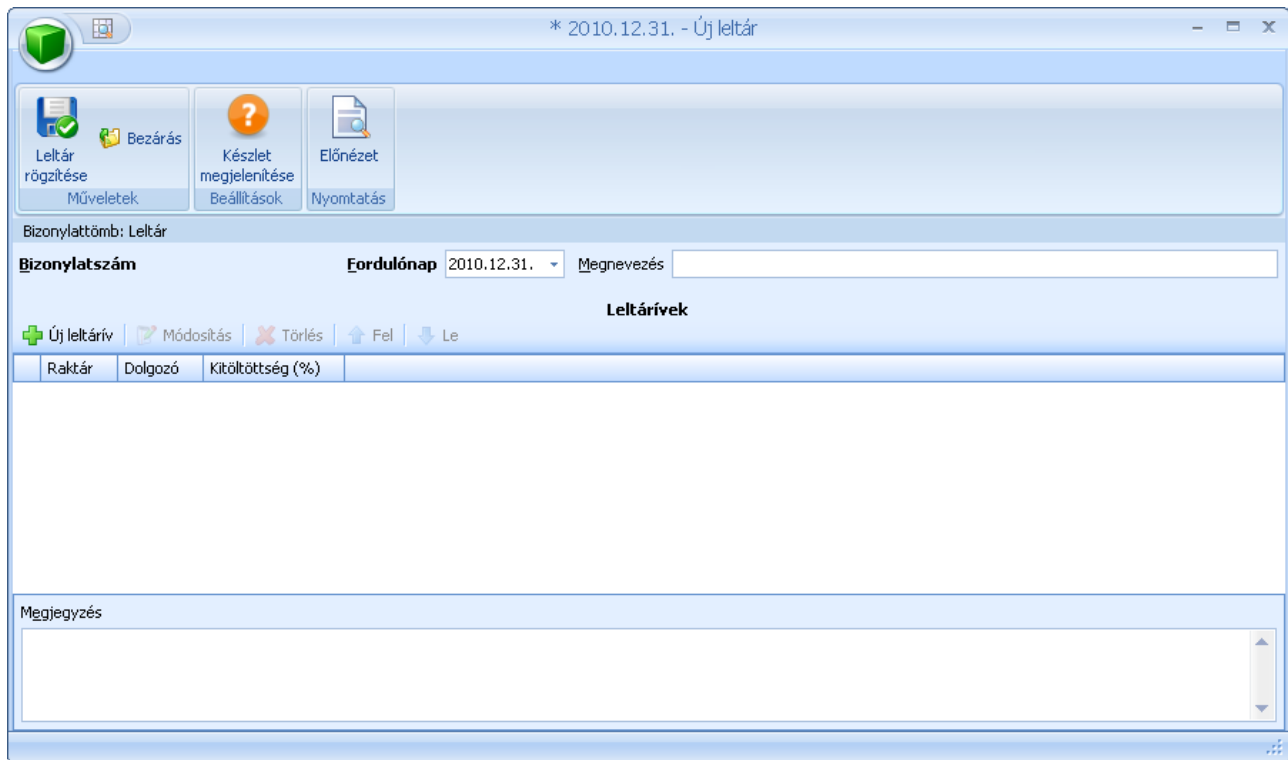 * 2010.12.31. - Új leltár
Leltár rögzítése
Bezárás
Készlet megjelenítése
Előnézet
Műveletek
Beállítások
Nyomtatás
Bizonylattömb: Leltár
Bizonylatszám Fordulónap 2010.12.31. Megnevezés
Leltárívek
Új leltárív Módosítás Törlés Fel Le
Raktár Dolgozó Kitöltöttség (%)
Megjegyzés